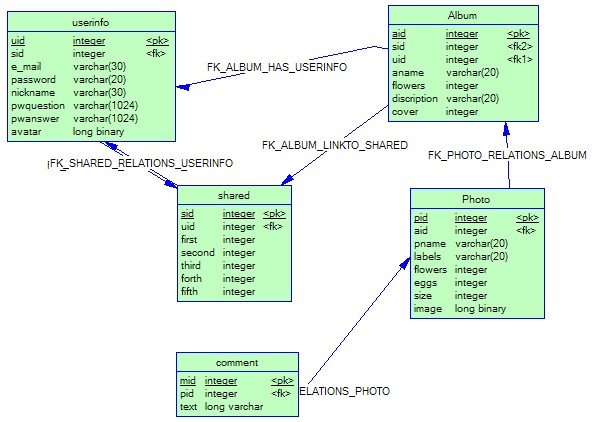 userinfo
uid integer <pk>
sid integer <fk>
e_mail varchar(30)
password varchar(20)
nickname varchar(30)
pwquestion varchar(1024)
pwanswer varchar(1024)
avatar long binary
Album
aid integer <pk>
sid integer <fk2>
uid integer <fk1>
aname varchar(20)
flowers integer
discription varchar(20)
cover integer
FK_ALBUM_HAS_USERINFO
FK_ALBUM_LINKTO_SHARED
FK_SHARED_RELATIONS_USERINFO
FK_PHOTO_RELATIONS_ALBUM
shared
sid integer <pk>
uid integer <fk>
first integer
second integer
third integer
forth integer
fifth integer
Photo
pid integer <pk>
aid integer <fk>
pname varchar(20)
labels varchar(20)
flowers integer
eggs integer
size integer
image long binary
comment
mid integer <pk>
pid integer <fk>
text long varchar
ELATIONS_PHOTO